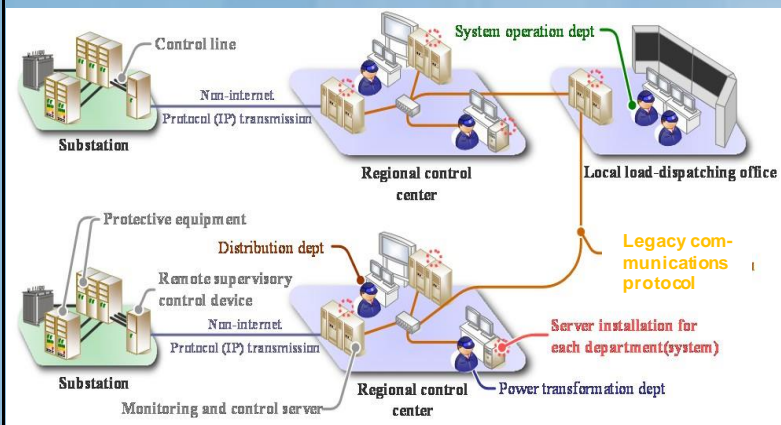 System operation dept
Control line
Non-internet
Protocol (IP) transmission
Substation
Regional control
center
Local load-dispatching office
Protective equipment
Distribution dept
Legacy com-
munications
protocol
Remote supervisory
control device
Non-internet
Protocol (IP) transmission
Server installation for
each department(system)
Substation
Regional control
center
Power transformation dept
Monitoring and control server